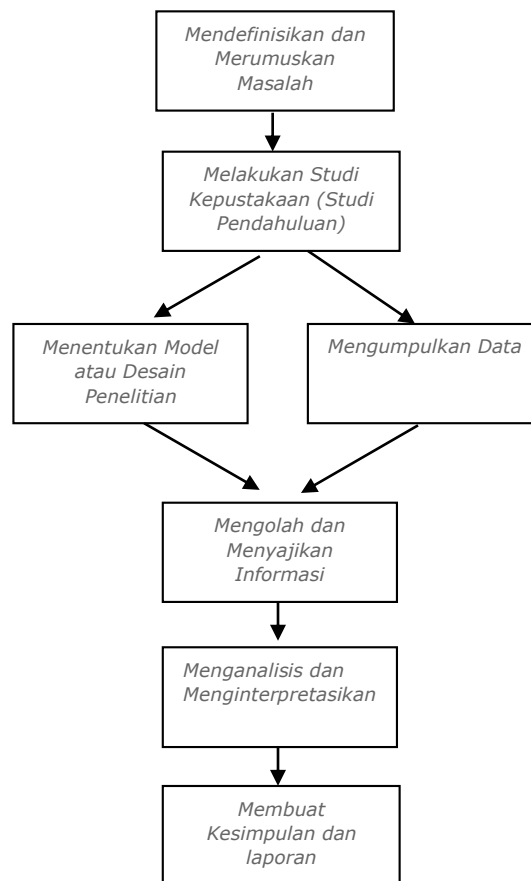 Mendefinisikan dan
Merumuskan
Masalah
Melakukan Studi
Kepustakaan (Studi
Pendahuluan)
Menentukan Model
atau Desain
Penelitian
Mengumpulkan Data
Mengolah dan
Menyajikan
Informasi
Menganalisis dan
Menginterpretasikan
Membuat
Kesimpulan dan
laporan